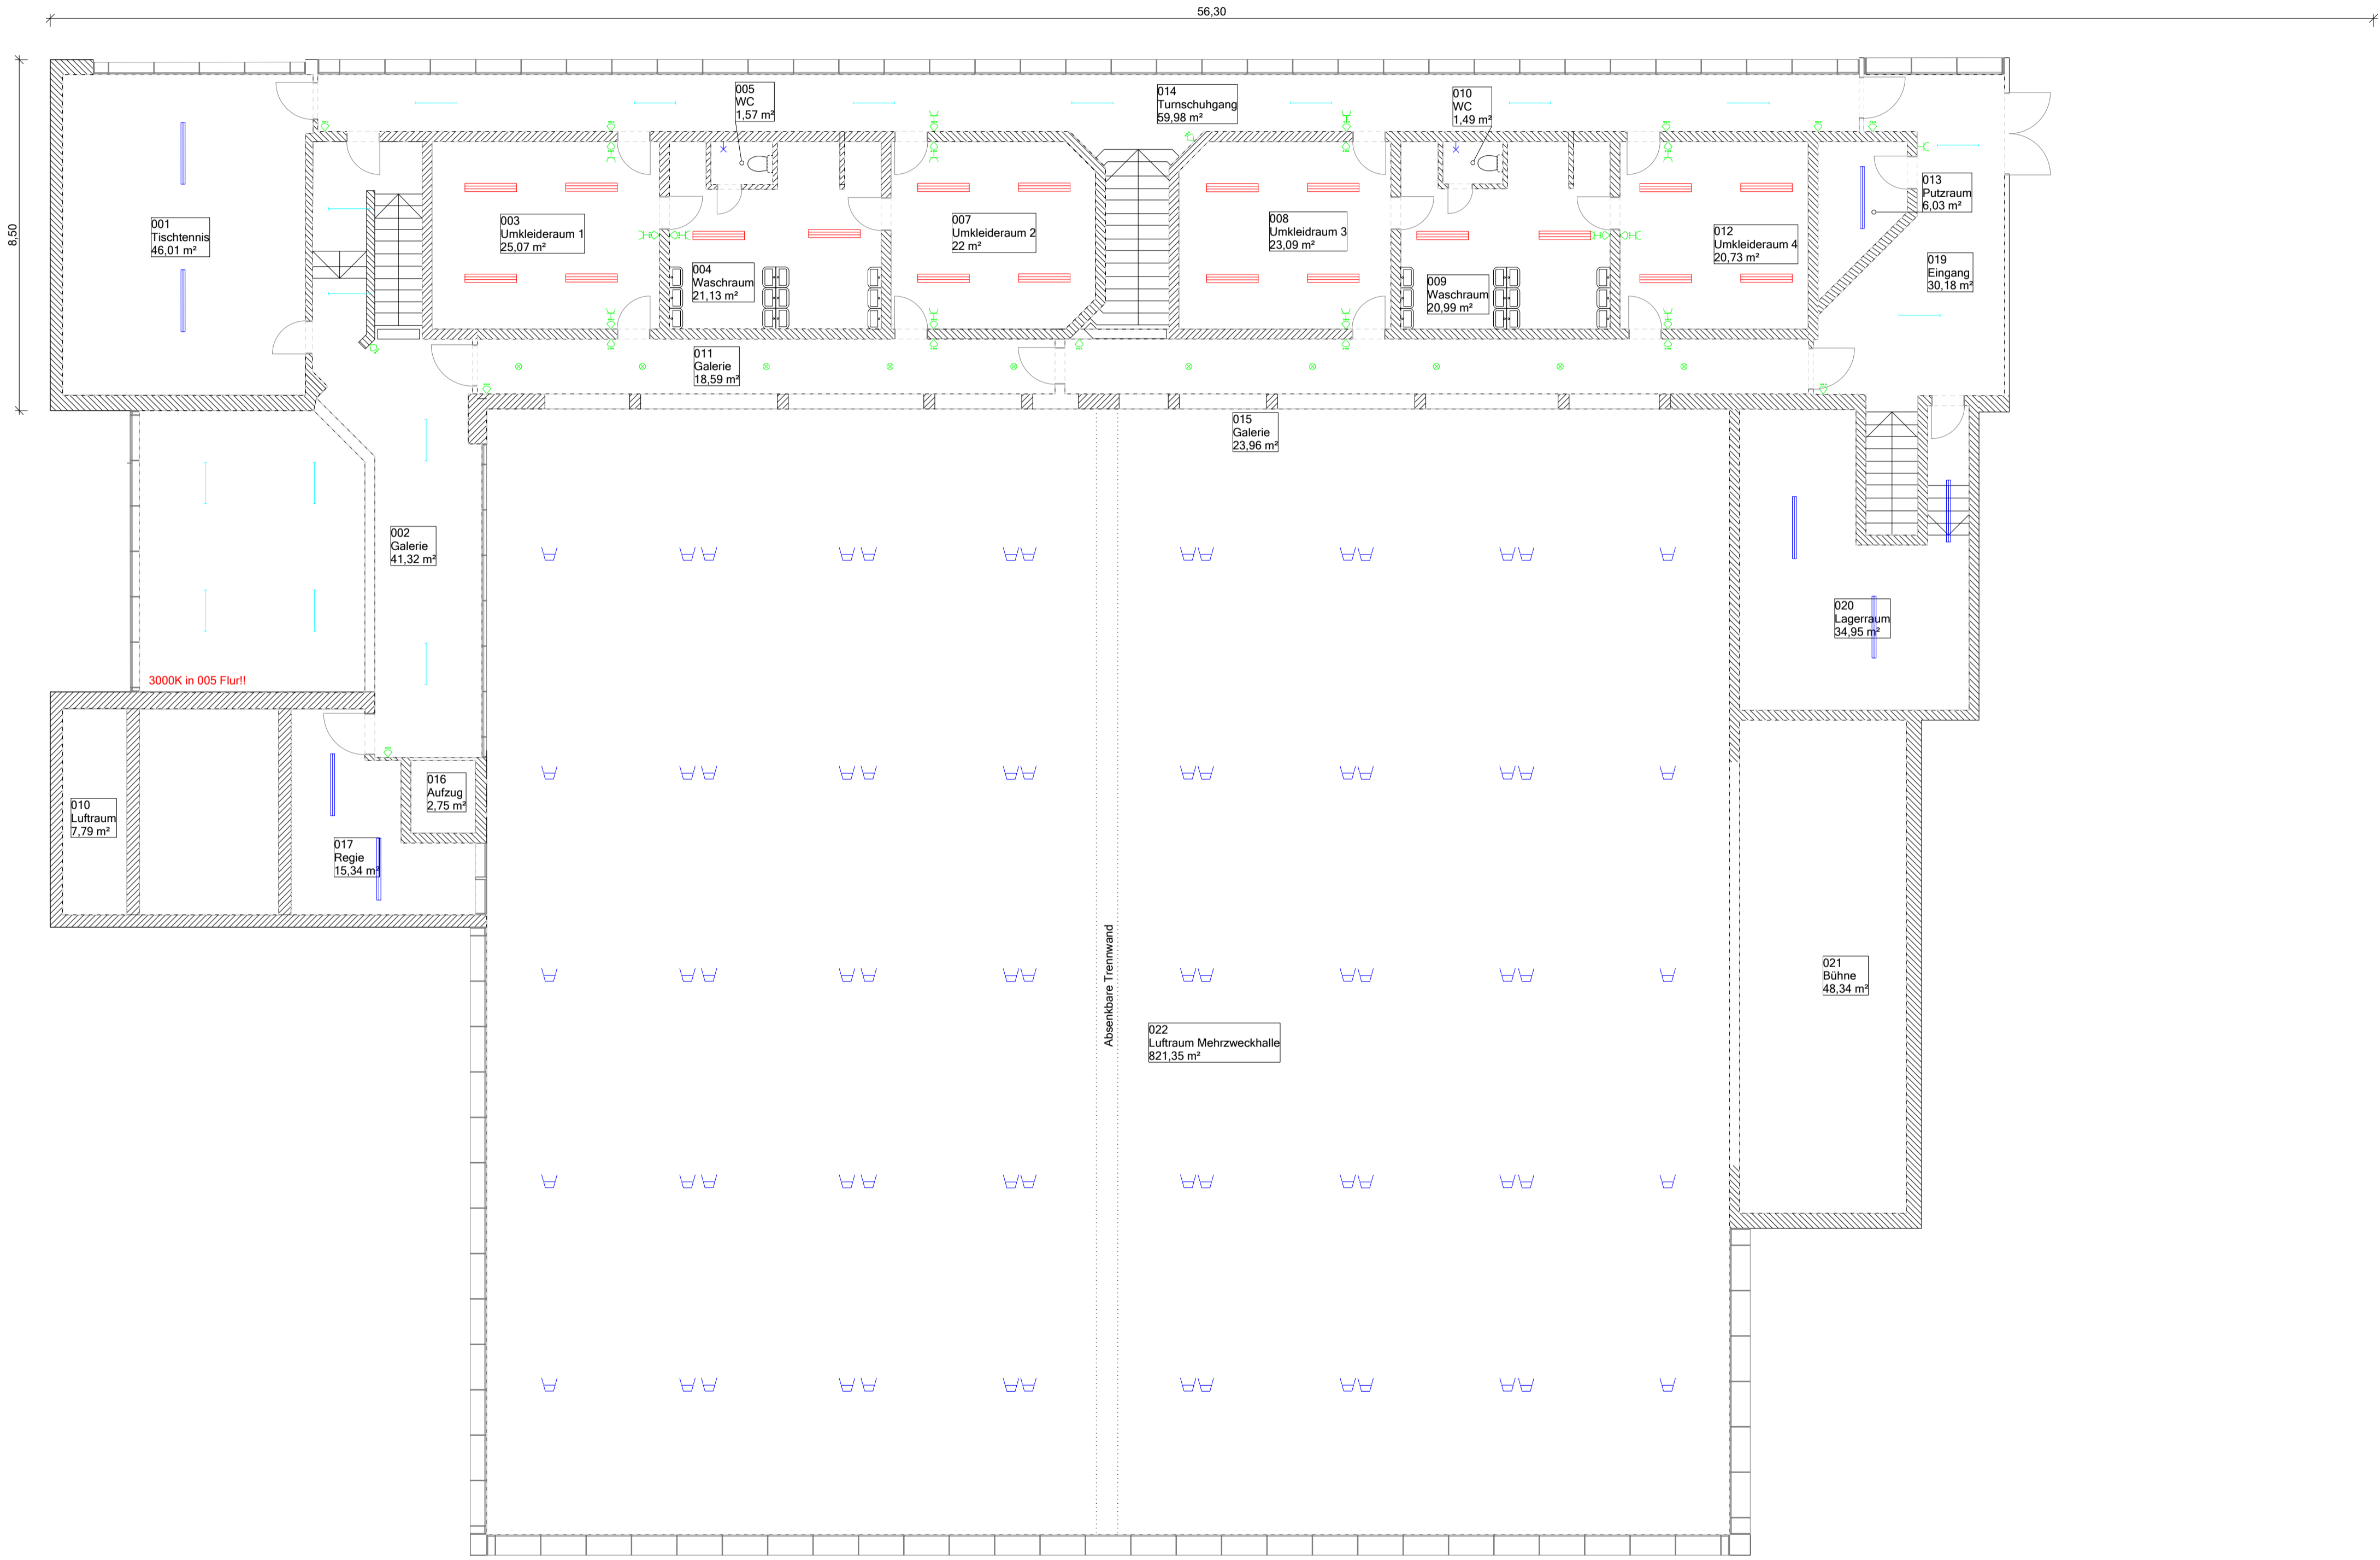 56,30
8,50
005
WC
1,57 m²
014
Turnschuhgang
59,98 m²
010
WC
1,49 m²
001
Tischtennis
46,01 m²
003
Umkleideraum 1
25,07 m²
007
Umkleideraum 2
22 m²
008
Umkleidraum 3
23,09 m²
012
Umkleideraum 4
20,73 m²
013
Putzraum
6,03 m²
004
Waschraum
21,13 m²
009
Waschraum
20,99 m²
019
Eingang
30,18 m²
011
Galerie
18,59 m²
015
Galerie
23,96 m²
002
Galerie
41,32 m²
020
Lagerraum
34,95 m²
3000K in 005 Flur!!
016
Aufzug
2,75 m²
010
Luftraum
7,79 m²
017
Regie
15,34 m²
021
Bühne
48,34 m²
Absenkbare Trennwand
022
Luftraum Mehrzweckhalle
821,35 m²